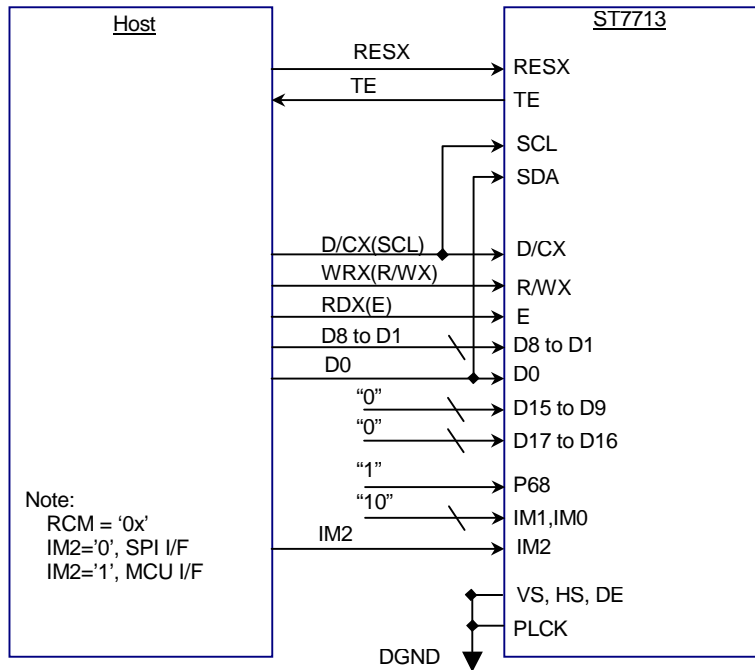 Host
ST7713
RESX
RESX
TE
TE
SCL
SDA
D/CX(SCL)
D/CX
WRX(R/WX)
R/WX
RDX(E)
E
D8 to D1
D8 to D1
D0
D0
“0”
D15 to D9
“0”
D17 to D16
“1”
P68
“10”
IM1,IM0
IM2
IM2
Note:
RCM = ‘0x’
IM2=’0’, SPI I/F
IM2=’1’, MCU I/F
VS, HS, DE
PLCK
DGND